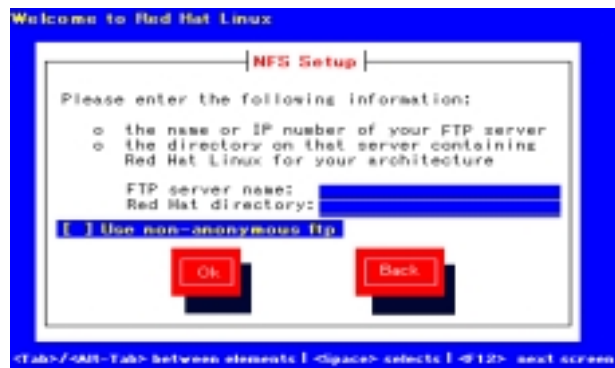 Welcome to Red Hat Linux
NFS Setup
Please enter the following information:
o the name or IP number of your FTP server
o the directory on that server containing
Red Hat Linux for your architecture
FTP server name:
Red Hat directory:
[ ] Use non-anonymous ftp
Ok Back
<Tab>/<Alt-Tab> between elements | <Space> selects | <F12> next screen